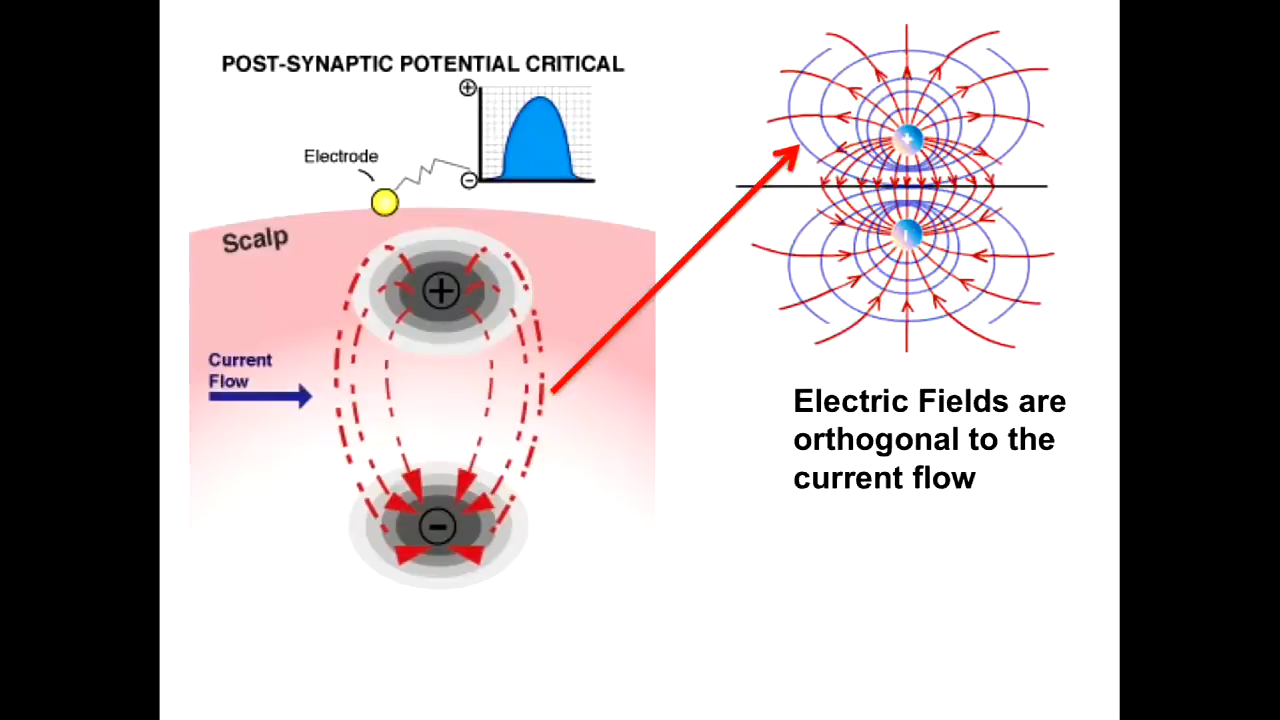 POST-SYNAPTIC POTENTIAL CRITICAL
+
Electrode
−
Scalp
+
Current
Flow
−
+
Electric Fields are
orthogonal to the
current flow